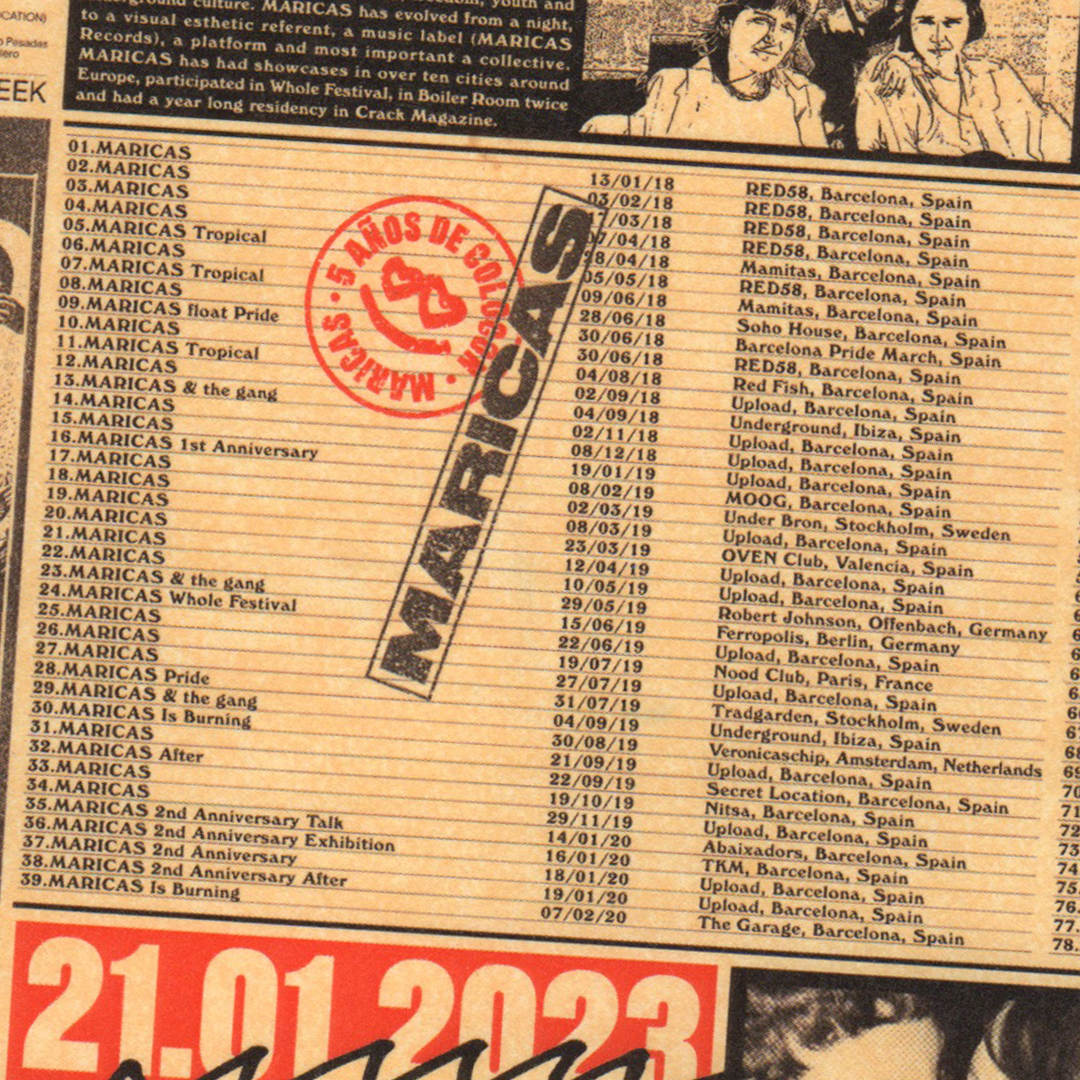 underground culture. MARICAS has evolved from a night,
to a visual esthetic referent, a music label (MARICAS
Records), a platform and most important a collective.
MARICAS has had showcases in over ten cities around
Europe, participated in Whole Festival, in Boiler Room twice
and had a year long residency in Crack Magazine.
01.MARICAS 13/01/18 RED58, Barcelona, Spain
02.MARICAS 03/02/18 RED58, Barcelona, Spain
03.MARICAS 17/03/18 RED58, Barcelona, Spain
04.MARICAS 07/04/18 RED58, Barcelona, Spain
05.MARICAS Tropical 28/04/18 Mamitas, Barcelona, Spain
06.MARICAS 05/05/18 RED58, Barcelona, Spain
07.MARICAS Tropical 09/06/18 Mamitas, Barcelona, Spain
08.MARICAS 28/06/18 Soho House, Barcelona, Spain
09.MARICAS float Pride 30/06/18 Barcelona Pride March, Spain
10.MARICAS 30/06/18 RED58, Barcelona, Spain
11.MARICAS Tropical 04/08/18 Red Fish, Barcelona, Spain
12.MARICAS 02/09/18 Upload, Barcelona, Spain
13.MARICAS & the gang 04/09/18 Underground, Ibiza, Spain
14.MARICAS 02/11/18 Upload, Barcelona, Spain
15.MARICAS 08/12/18 Upload, Barcelona, Spain
16.MARICAS 1st Anniversary 19/01/19 Upload, Barcelona, Spain
17.MARICAS 08/02/19 MOOG, Barcelona, Spain
18.MARICAS 02/03/19 Under Bron, Stockholm, Sweden
19.MARICAS 08/03/19 Upload, Barcelona, Spain
20.MARICAS 23/03/19 OVEN Club, Valencia, Spain
21.MARICAS 12/04/19 Upload, Barcelona, Spain
22.MARICAS 10/05/19 Upload, Barcelona, Spain
23.MARICAS & the gang 29/05/19 Robert Johnson, Offenbach, Germany
24.MARICAS Whole Festival 15/06/19 Ferropolis, Berlin, Germany
25.MARICAS 22/06/19 Upload, Barcelona, Spain
26.MARICAS 19/07/19 Nood Club, Paris, France
27.MARICAS 27/07/19 Upload, Barcelona, Spain
28.MARICAS Pride 31/07/19 Tradgarden, Stockholm, Sweden
29.MARICAS & the gang 04/09/19 Underground, Ibiza, Spain
30.MARICAS Is Burning 30/08/19 Veronicaschip, Amsterdam, Netherlands
31.MARICAS 21/09/19 Upload, Barcelona, Spain
32.MARICAS After 22/09/19 Secret Location, Barcelona, Spain
33.MARICAS 19/10/19 Nitsa, Barcelona, Spain
34.MARICAS 29/11/19 Upload, Barcelona, Spain
35.MARICAS 2nd Anniversary Talk 14/01/20 Abaixadors, Barcelona, Spain
36.MARICAS 2nd Anniversary Exhibition 16/01/20 TKM, Barcelona, Spain
37.MARICAS 2nd Anniversary 18/01/20 Upload, Barcelona, Spain
38.MARICAS 2nd Anniversary After 19/01/20 Upload, Barcelona, Spain
39.MARICAS Is Burning 07/02/20 The Garage, Barcelona, Spain
MARICAS · 5 AÑOS DE COLOCON ·
MARICAS
70
71
72
73
74
75.
76.
77.
78.
21.01.2023